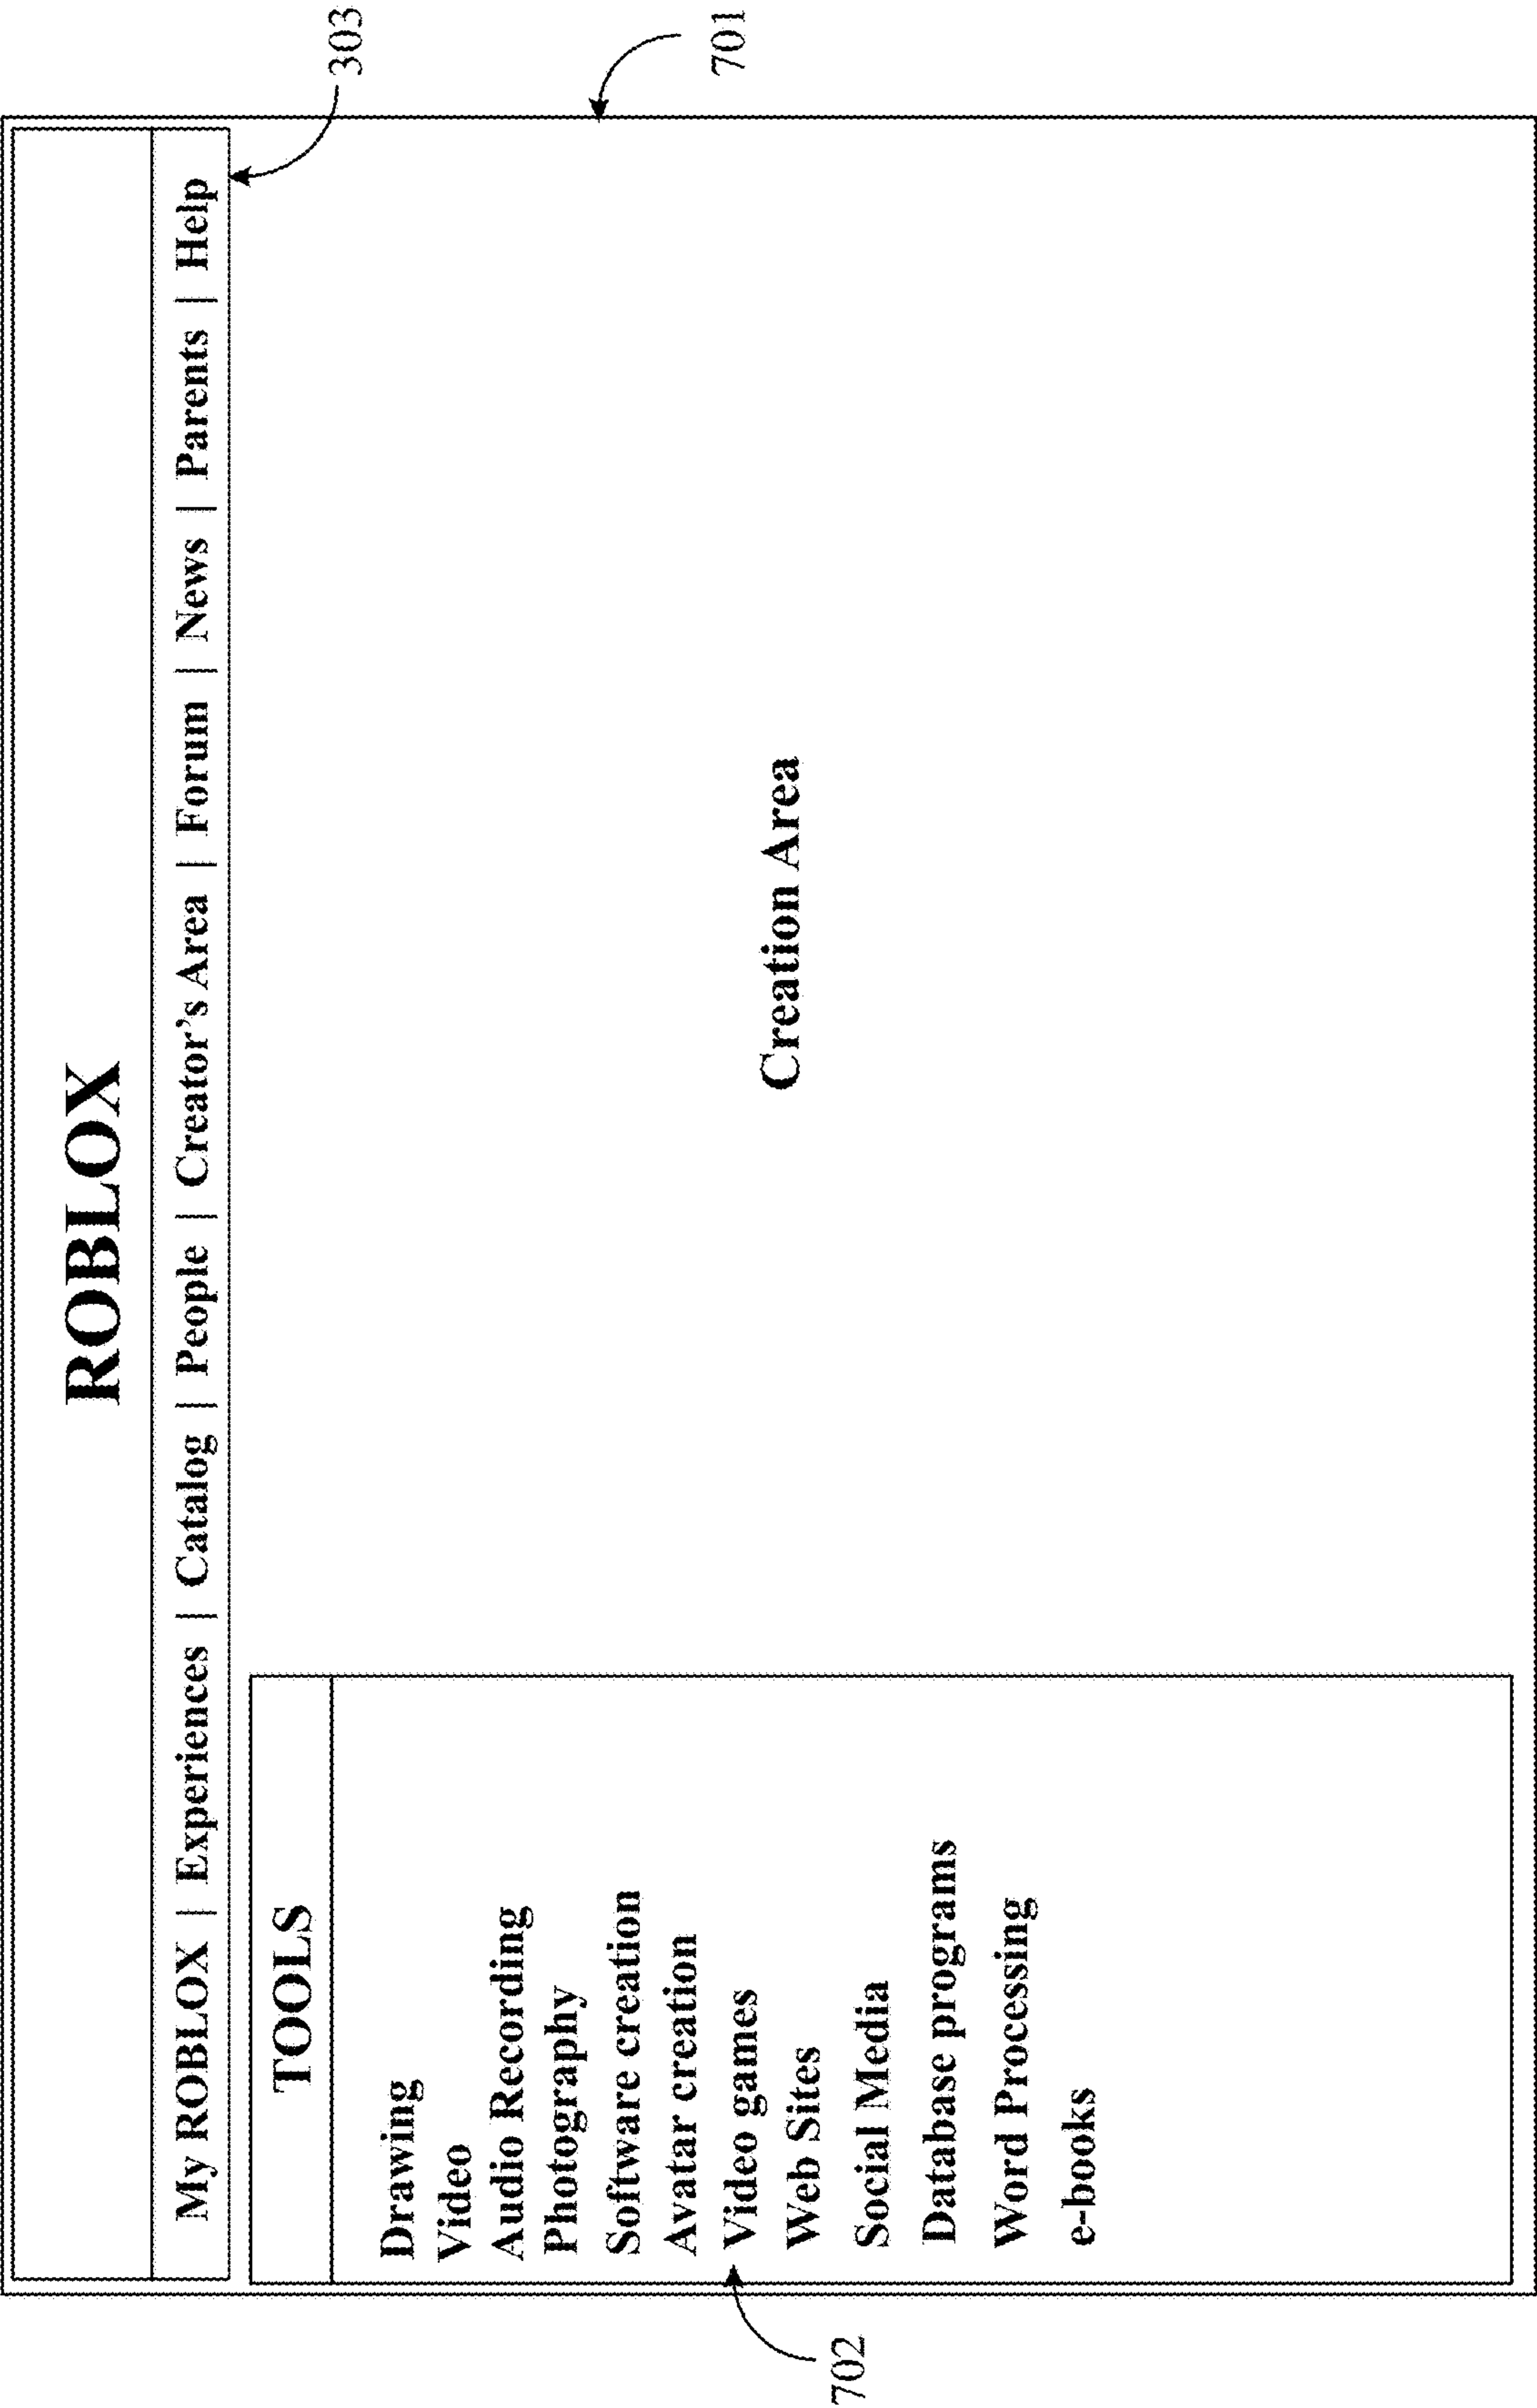 ROBLOX
My ROBLOX | Experiences | Catalog | People | Creator's Area | Forum | News | Parents | Help
303
TOOLS
Drawing
Video
Audio Recording
Photography
Software creation
Avatar creation
Video games
Web Sites
Social Media
Database programs
Word Processing
e-books
Creation Area
701
702